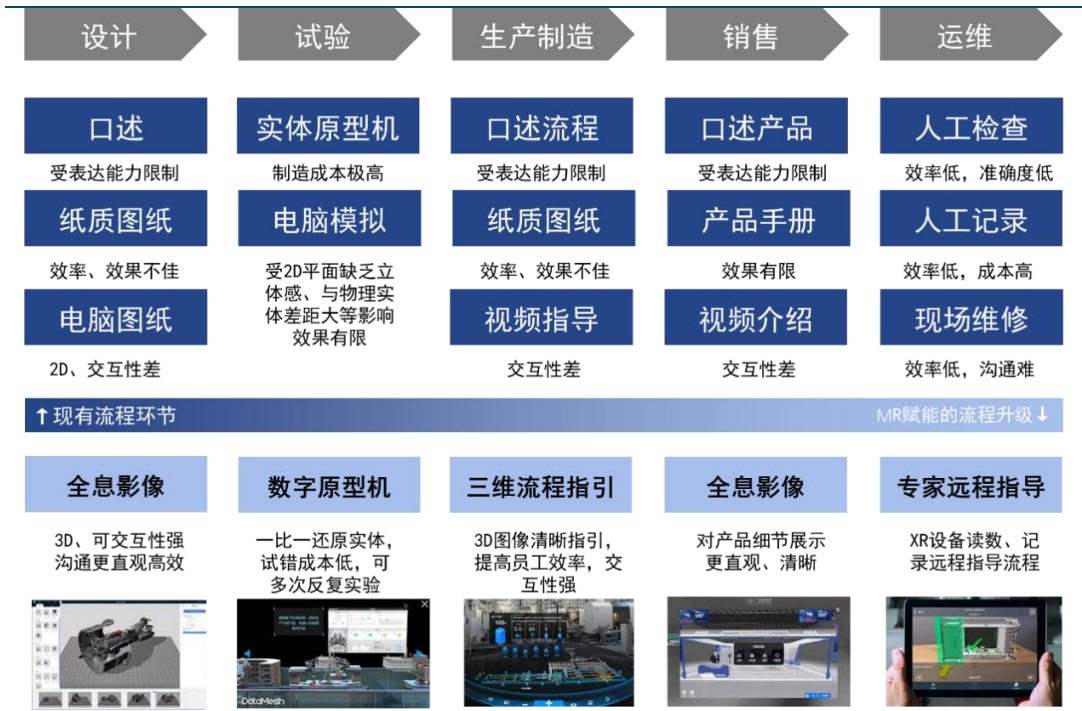 设计
试验
生产制造
销售
运维
口述
实体原型机
口述流程
口述产品
人工检查
受表达能力限制
制造成本极高
受表达能力限制
受表达能力限制
效率低，准确度低
纸质图纸
电脑模拟
纸质图纸
产品手册
人工记录
效率、效果不佳
受2D平面缺乏立
体感、与物理实
体差距大等影响
效果有限
效率、效果不佳
效果有限
效率低，成本高
电脑图纸
视频指导
视频介绍
现场维修
2D、交互性差
交互性差
交互性差
效率低，沟通难
↑现有流程环节
MR赋能的流程升级↓
全息影像
数字原型机
三维流程指引
全息影像
专家远程指导
3D、可交互性强
沟通更直观高效
一比一还原实体，
试错成本低，可
多次反复实验
3D图像清晰指引，
提高员工效率，交
互性强
对产品细节展示
更直观、清晰
XR设备读数、记
录远程指导流程
DataMesh